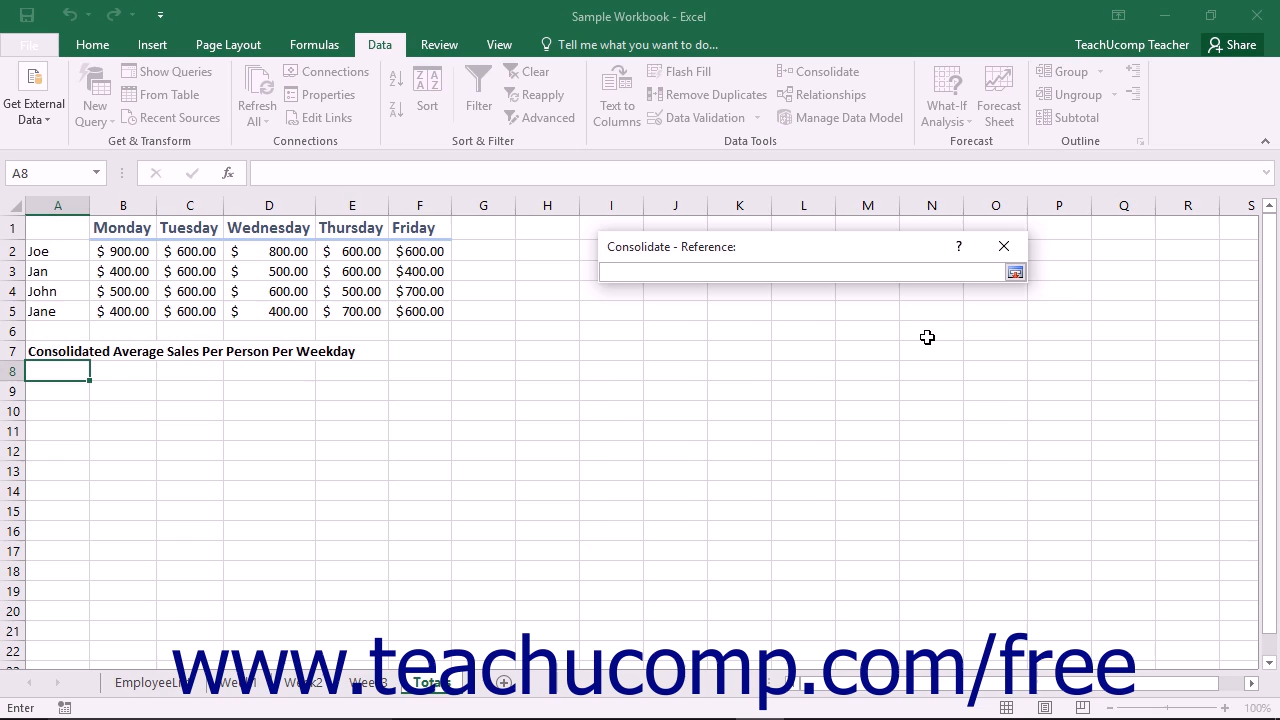 Sample Workbook - Excel
File Home Insert Page Layout Formulas Data Review View Tell me what you want to do... TeachUcomp Teacher Share
Get External Data
New Query
Show Queries
From Table
Recent Sources
Get & Transform
Refresh All
Connections
Properties
Edit Links
Connections
Sort
Filter
Clear
Reapply
Advanced
Sort & Filter
Text to Columns
Flash Fill
Remove Duplicates
Data Validation
Consolidate
Relationships
Manage Data Model
Data Tools
What-If Analysis
Forecast Sheet
Forecast
Group
Ungroup
Subtotal
Outline
A8 fx
A B C D E F G H I J K L M N O P Q R S
1 Monday Tuesday Wednesday Thursday Friday
2 Joe $ 900.00 $ 600.00 $ 800.00 $ 600.00 $ 600.00
3 Jan $ 400.00 $ 600.00 $ 500.00 $ 600.00 $ 400.00
4 John $ 500.00 $ 600.00 $ 600.00 $ 500.00 $ 700.00
5 Jane $ 400.00 $ 600.00 $ 400.00 $ 700.00 $ 600.00
6
7 Consolidated Average Sales Per Person Per Weekday
8
9
10
11
12
13
14
15
16
17
18
19
20
21
22
Consolidate - Reference: ?
www.teachucomp.com/free
Totals
Enter 100%